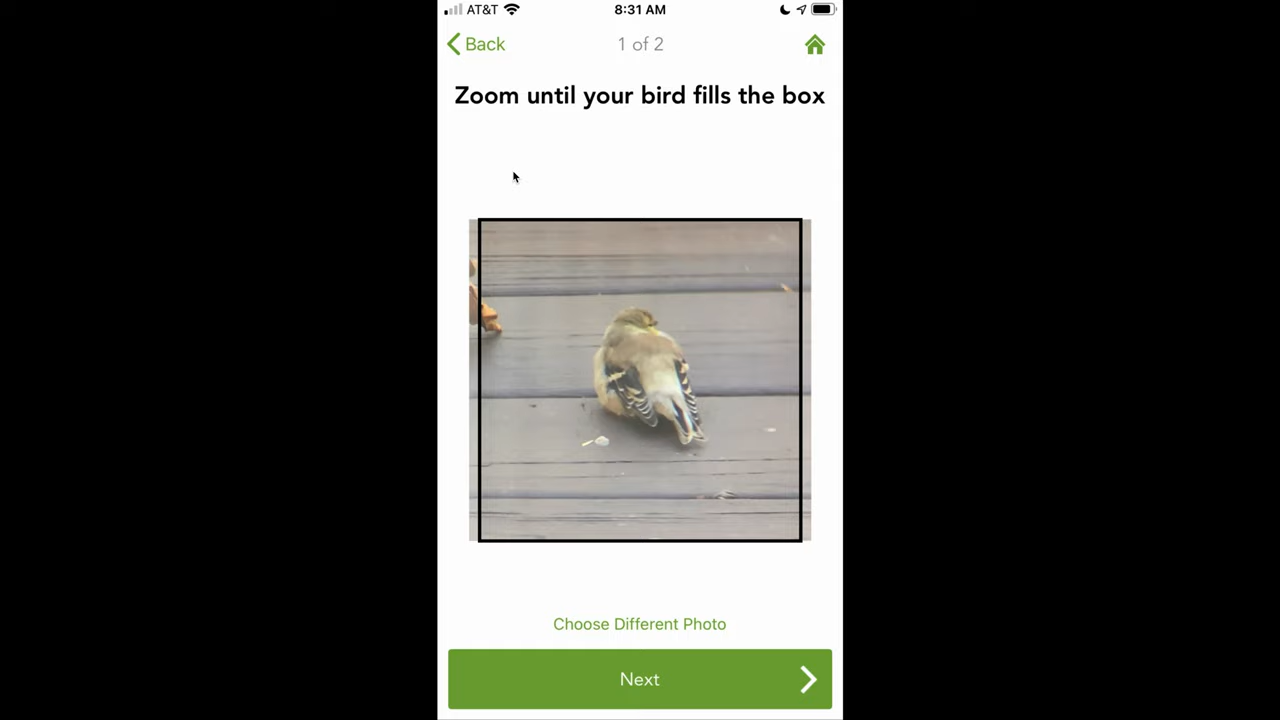 AT&T 8:31 AM
Back 1 of 2
Zoom until your bird fills the box
Choose Different Photo
Next